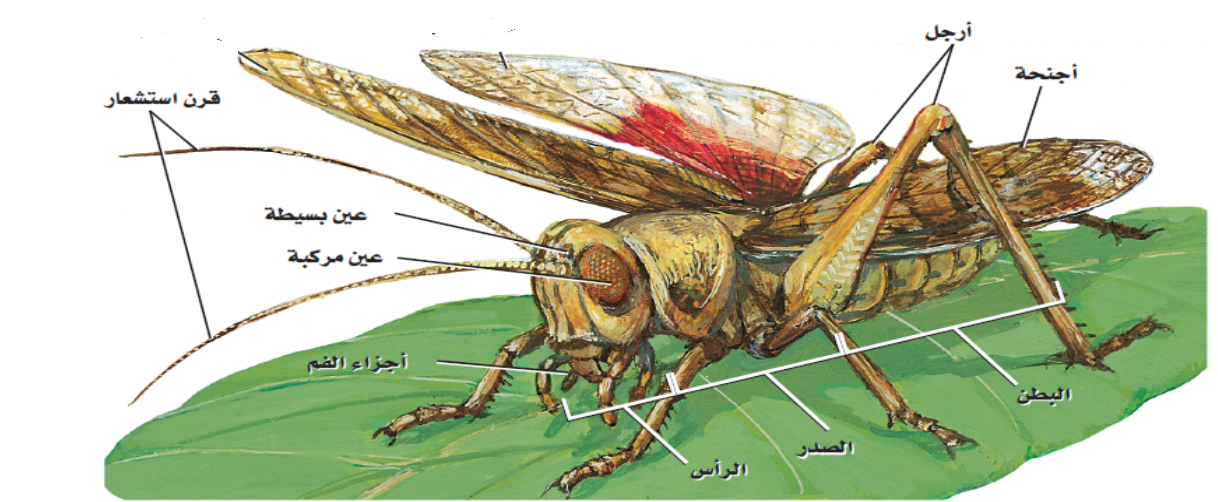 أرجل
أجنحة
قرن استشعار
عين بسيطة
عين مركبة
أجزاء الفم
البطن
الصدر
الرأس